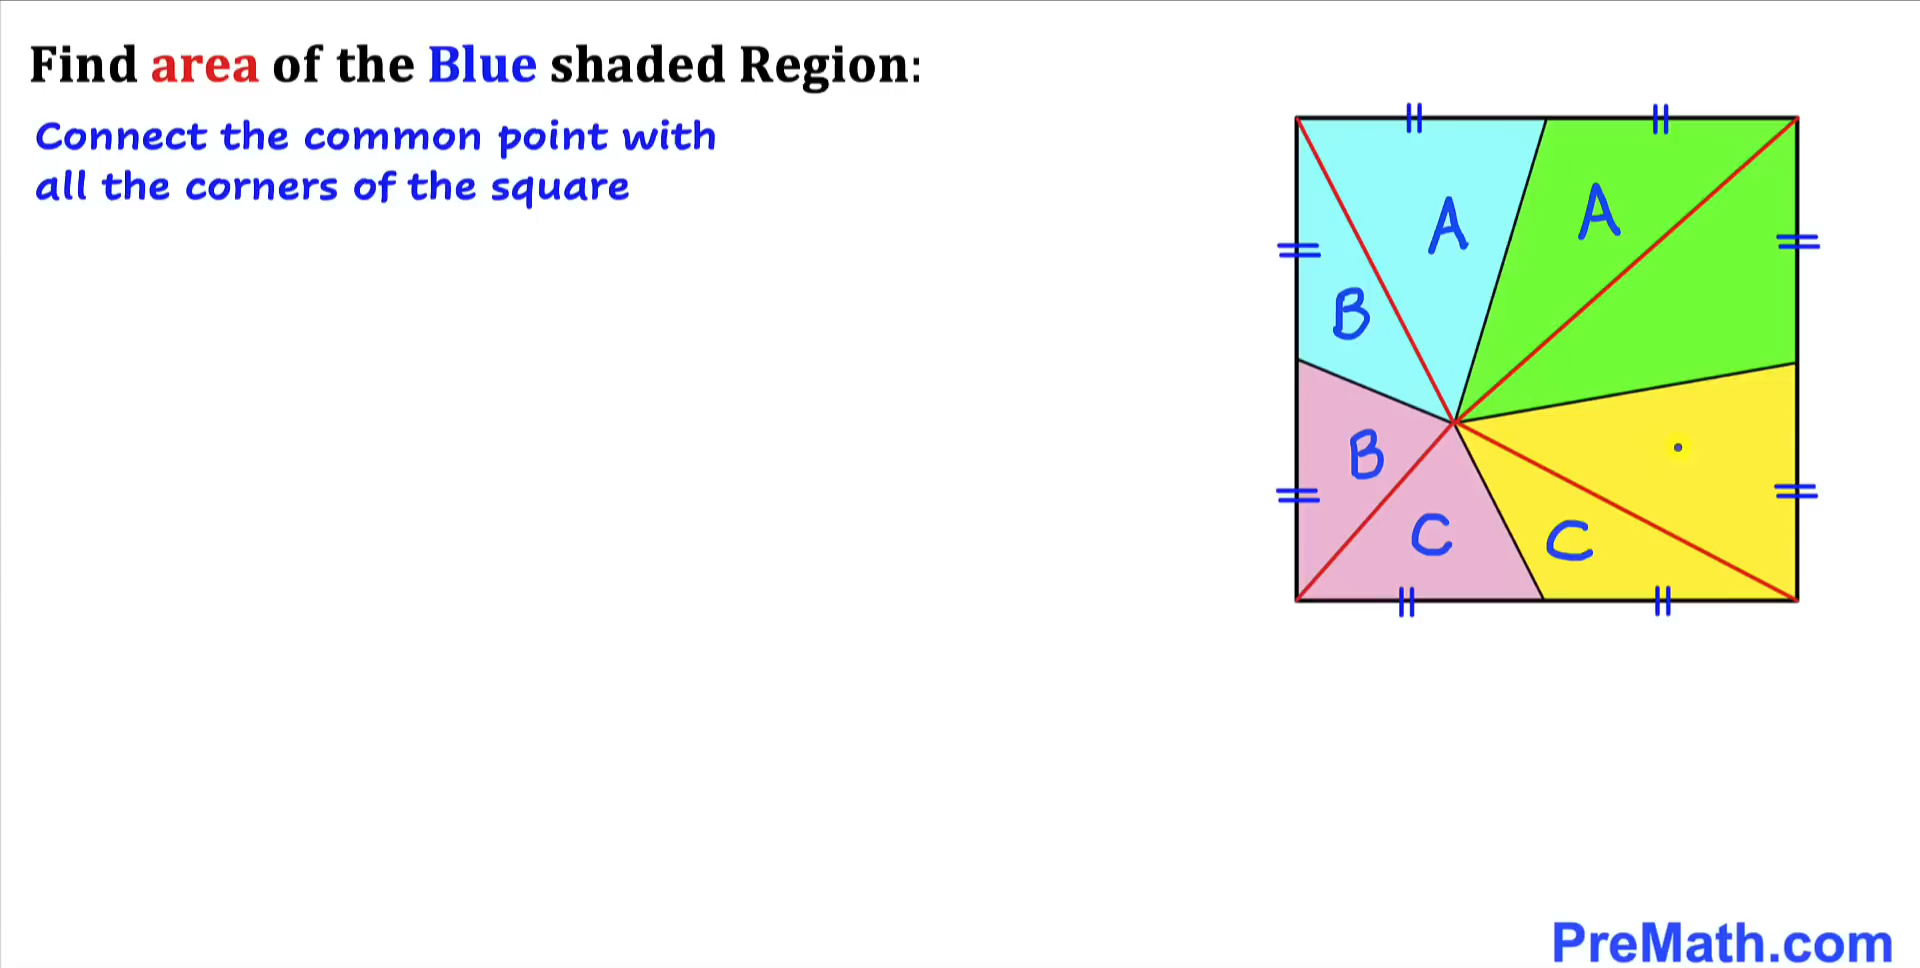 Find area of the Blue shaded Region:
Connect the common point with
all the corners of the square
A
A
B
B
C
C
PreMath.com